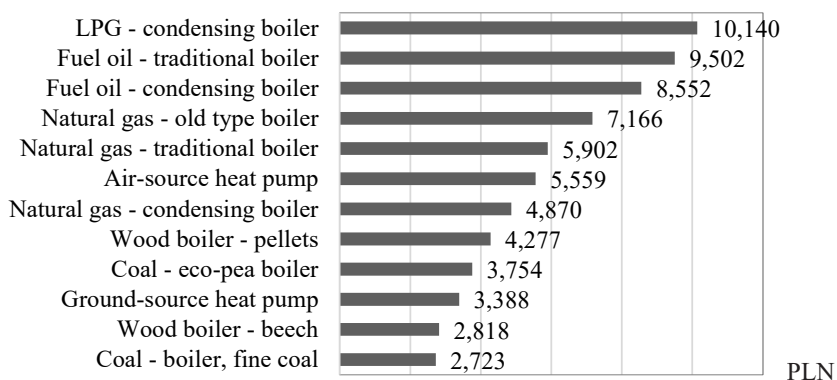 LPG - condensing boiler 10,140
Fuel oil - traditional boiler 9,502
Fuel oil - condensing boiler 8,552
Natural gas - old type boiler 7,166
Natural gas - traditional boiler 5,902
Air-source heat pump 5,559
Natural gas - condensing boiler 4,870
Wood boiler - pellets 4,277
Coal - eco-pea boiler 3,754
Ground-source heat pump 3,388
Wood boiler - beech 2,818
Coal - boiler, fine coal 2,723
PLN